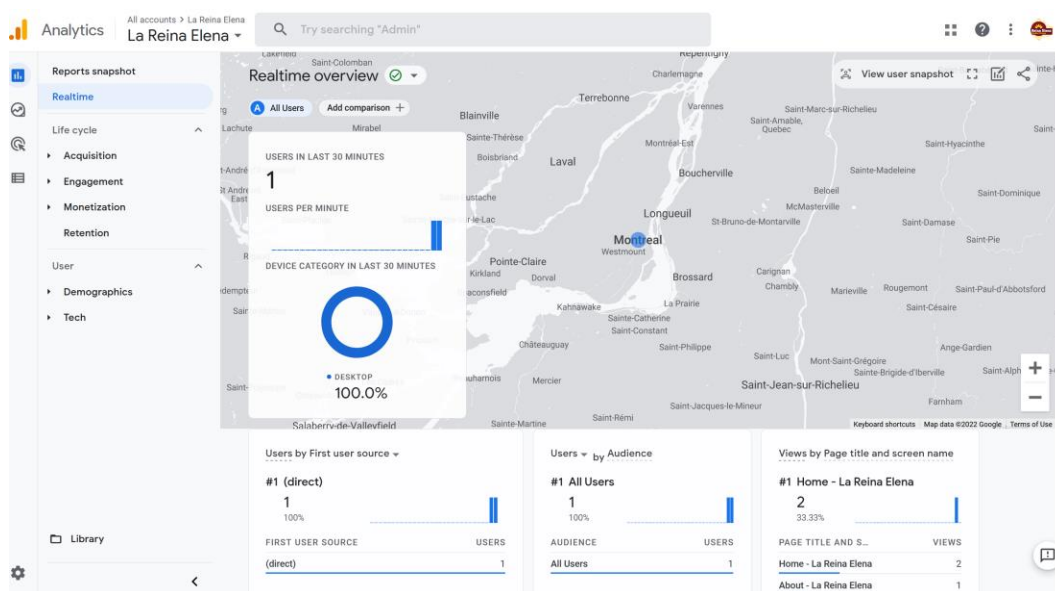 Analytics
All accounts > La Reina Elena
La Reina Elena
Try searching "Admin"
Reports snapshot
Realtime
Life cycle
Acquisition
Engagement
Monetization
Retention
User
Demographics
Tech
Library
Realtime overview
View user snapshot
A All Users
Add comparison +
USERS IN LAST 30 MINUTES
1
USERS PER MINUTE
DEVICE CATEGORY IN LAST 30 MINUTES
DESKTOP
100.0%
Saint-Colomban
Repentigny
Charlemagne
Terrebonne
Varennes
Blainville
Lachute
Mirabel
Sainte-Thérèse
Boisbriand
Laval
Montréal-Est
Boucherville
Saint-Marc-sur-Richelieu
Saint-Amable,
Quebec
Saint-Hyacinthe
Sainte-Madeleine
Beloeil
McMasterville
Saint-Dominique
Longueuil
St-Bruno-de-Montarville
Saint-Damase
Montreal
Westmount
Saint-Pie
Pointe-Claire
Kirkland
Dorval
Brossard
Carignan
Chambly
Marieville
Rougemont
Saint-Paul-d'Abbotsford
Kahnawake
La Prairie
Saint-Césaire
Sainte-Catherine
Saint-Constant
Châteauguay
Saint-Philippe
Ange-Gardien
Saint-Luc
Mont-Saint-Grégoire
Sainte-Brigide-d'Iberville
Saint-Alph
Mercier
Saint-Jean-sur-Richelieu
Saint-Jacques-le-Mineur
Farnham
Saint-Rémi
Salaberry-de-Valleyfield
Sainte-Martine
Keyboard shortcuts
Map data ©2022 Google
Terms of Use
Users by First user source
#1 (direct)
1
100%
FIRST USER SOURCE USERS
(direct) 1
Users by Audience
#1 All Users
1
100%
AUDIENCE USERS
All Users 1
Views by Page title and screen name
#1 Home - La Reina Elena
2
33.33%
PAGE TITLE AND S... VIEWS
Home - La Reina Elena 2
About - La Reina Elena 1